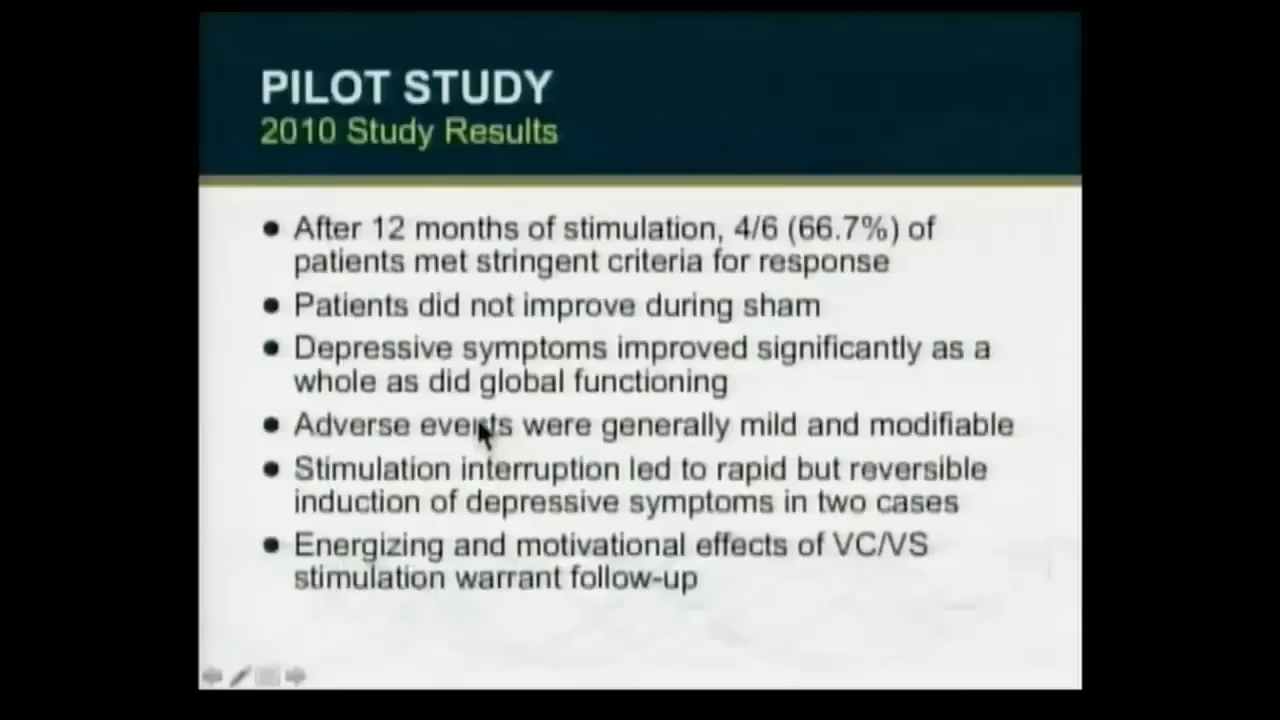 PILOT STUDY
2010 Study Results
● After 12 months of stimulation, 4/6 (66.7%) of
patients met stringent criteria for response
● Patients did not improve during sham
● Depressive symptoms improved significantly as a
whole as did global functioning
● Adverse events were generally mild and modifiable
● Stimulation interruption led to rapid but reversible
induction of depressive symptoms in two cases
● Energizing and motivational effects of VC/VS
stimulation warrant follow-up